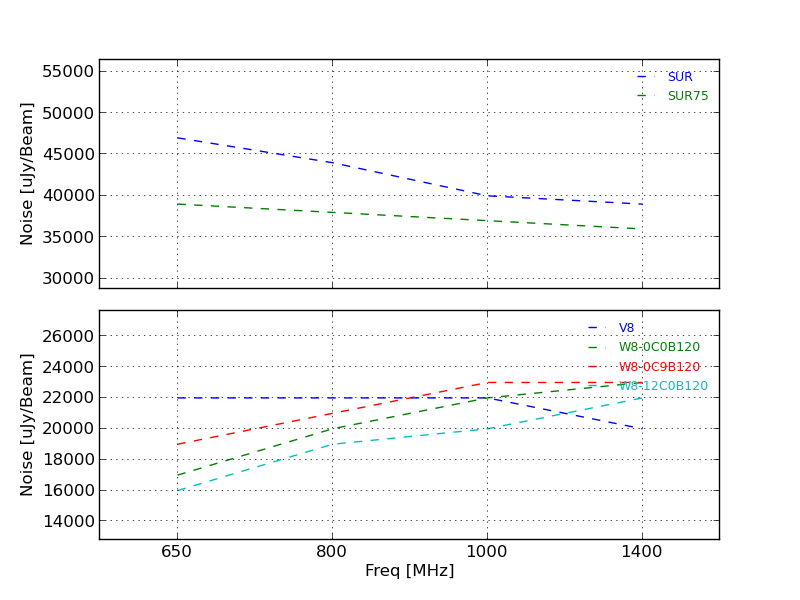 55000
50000
45000
40000
35000
30000
Noise [uJy/Beam]
SUR
SUR75
26000
24000
22000
20000
18000
16000
14000
Noise [uJy/Beam]
V8
W8-0C0B120
W8-0C9B120
W8-12C0B120
650 800 1000 1400
Freq [MHz]